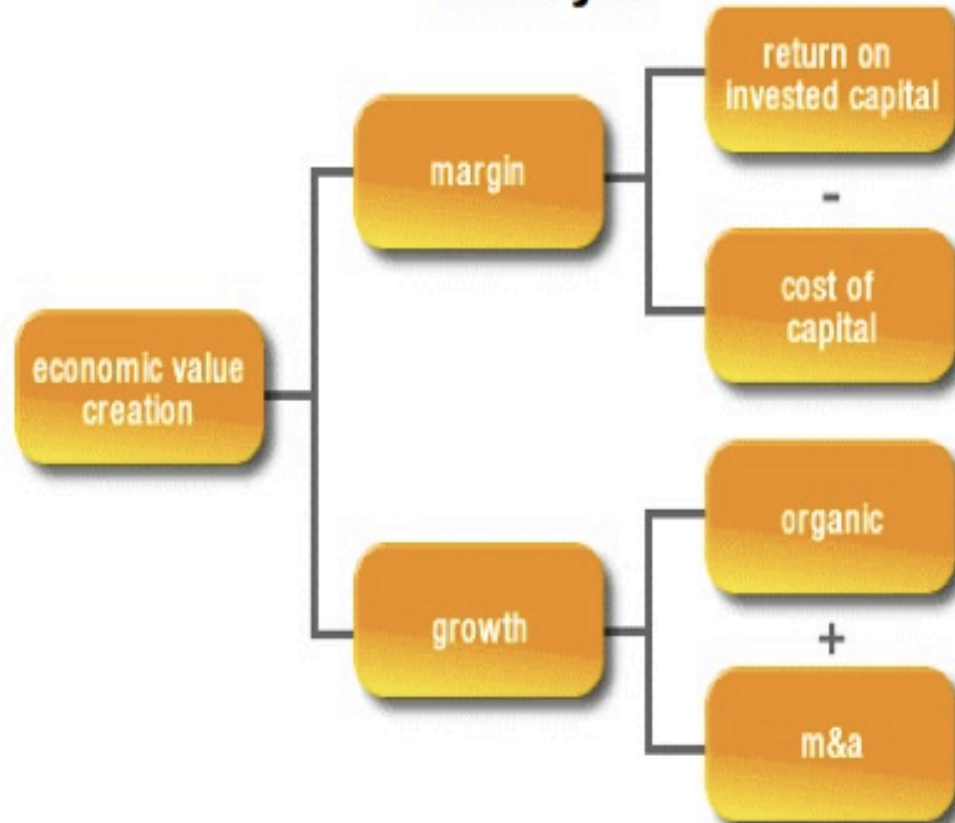 return on
invested capital
margin
-
cost of
capital
economic value
creation
organic
growth
+
m&a